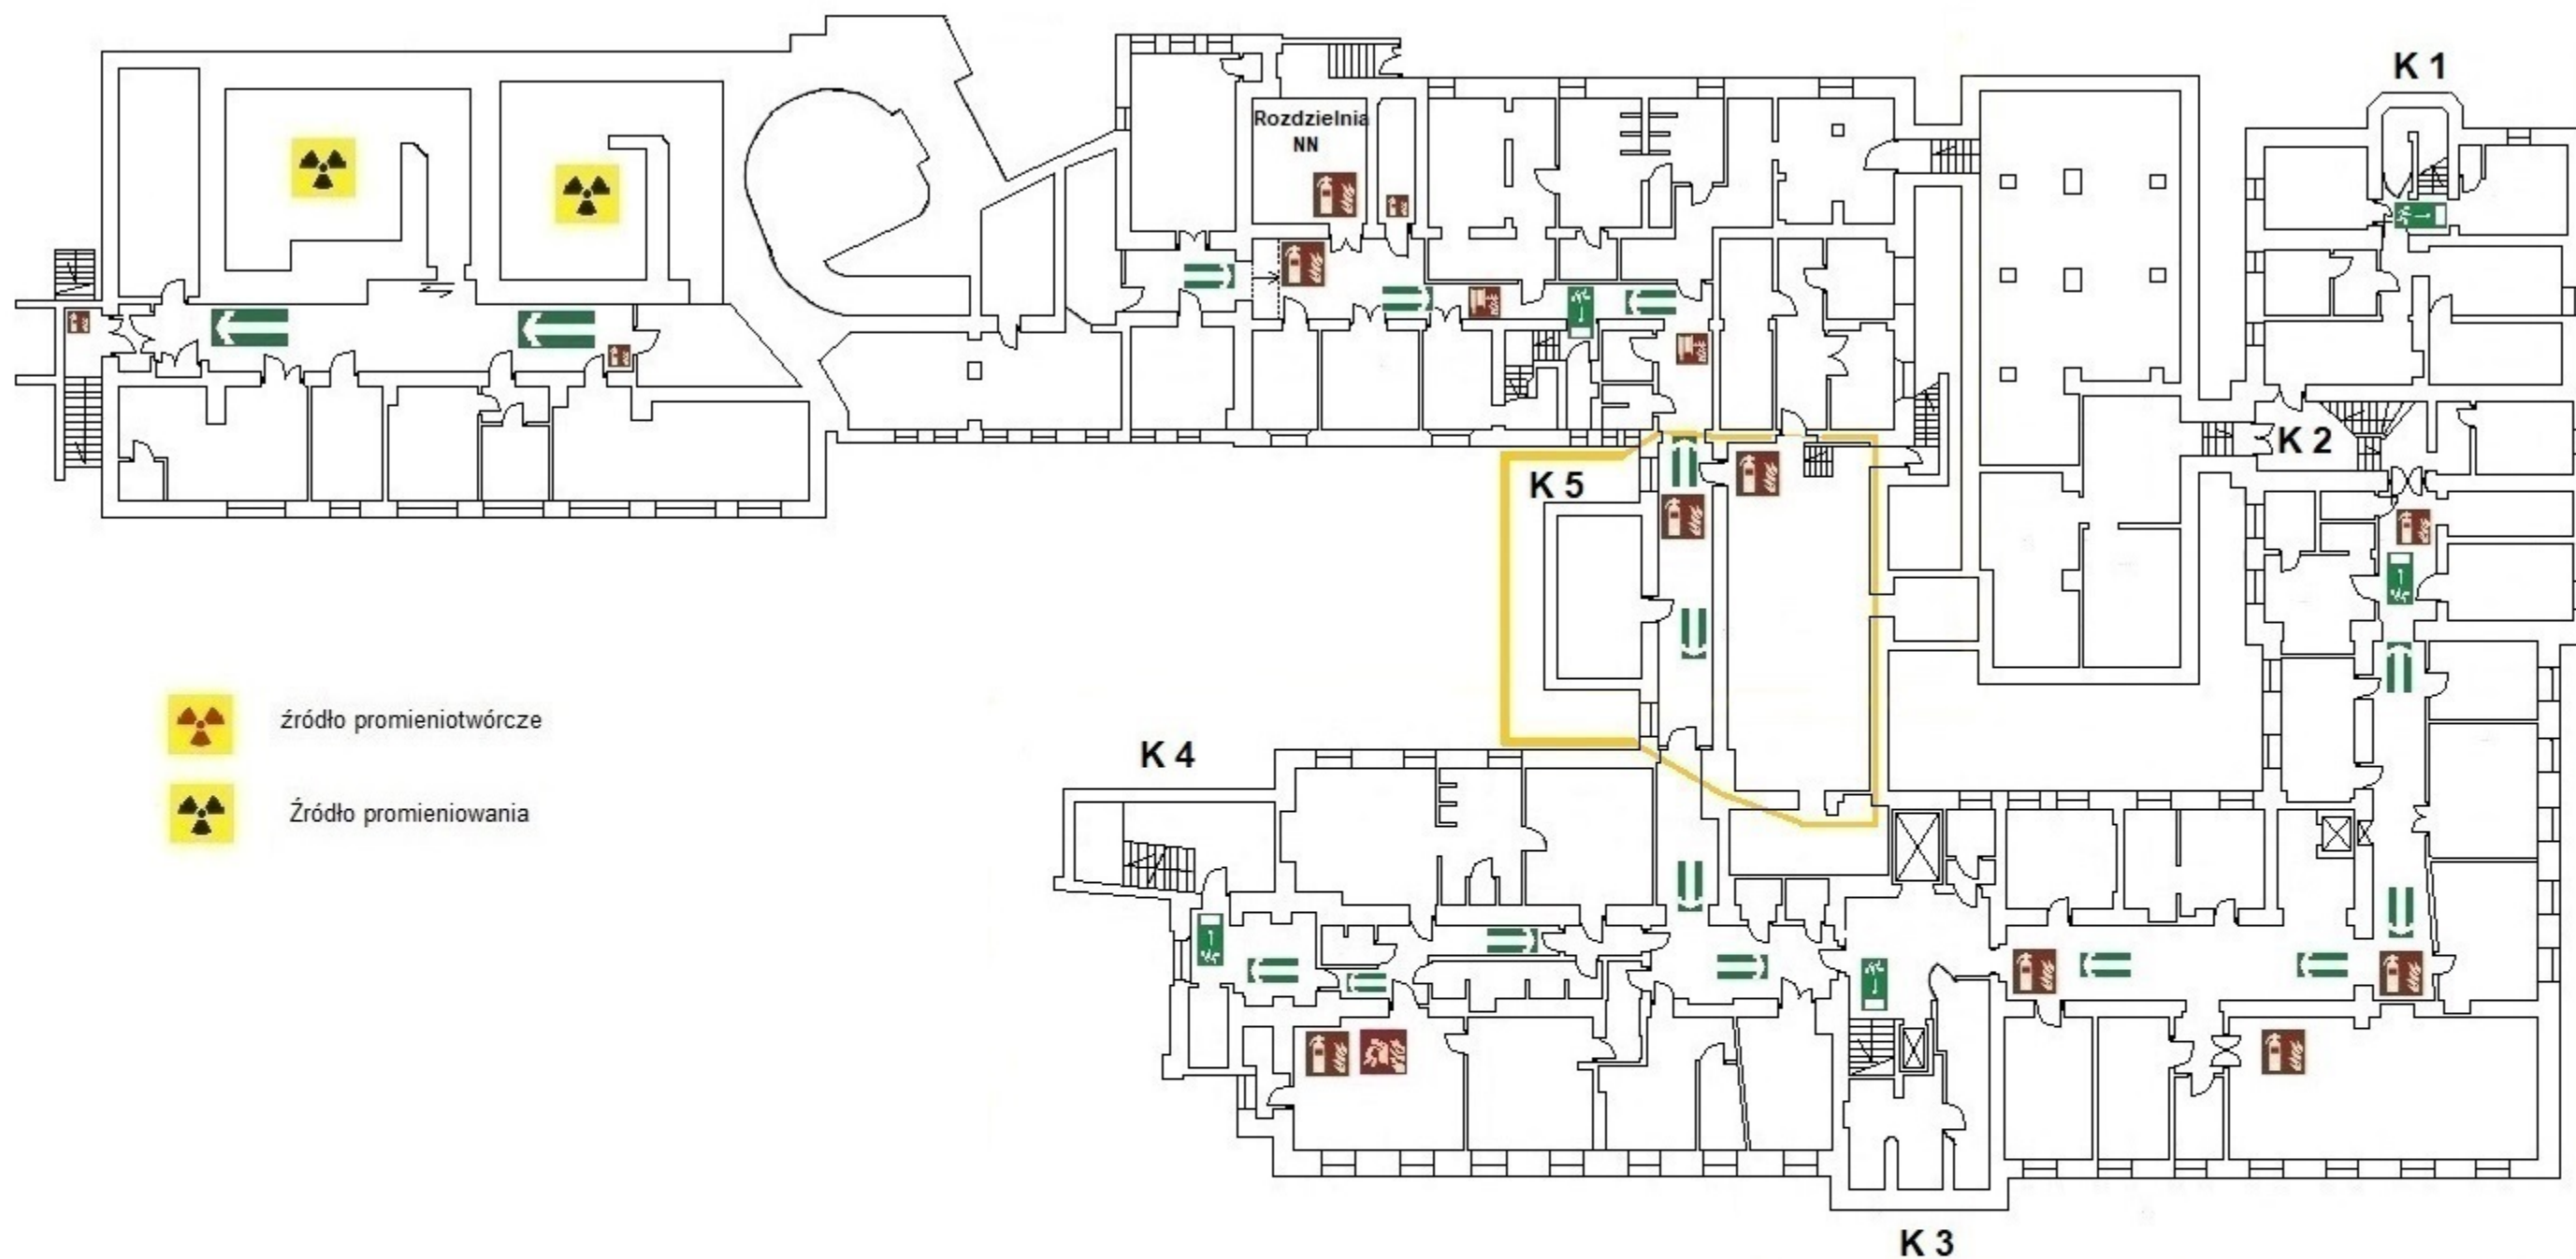 K 1
Rozdzielnia
NN
K 2
K 5
źródło promieniotwórcze
K 4
Źródło promieniowania
K 3